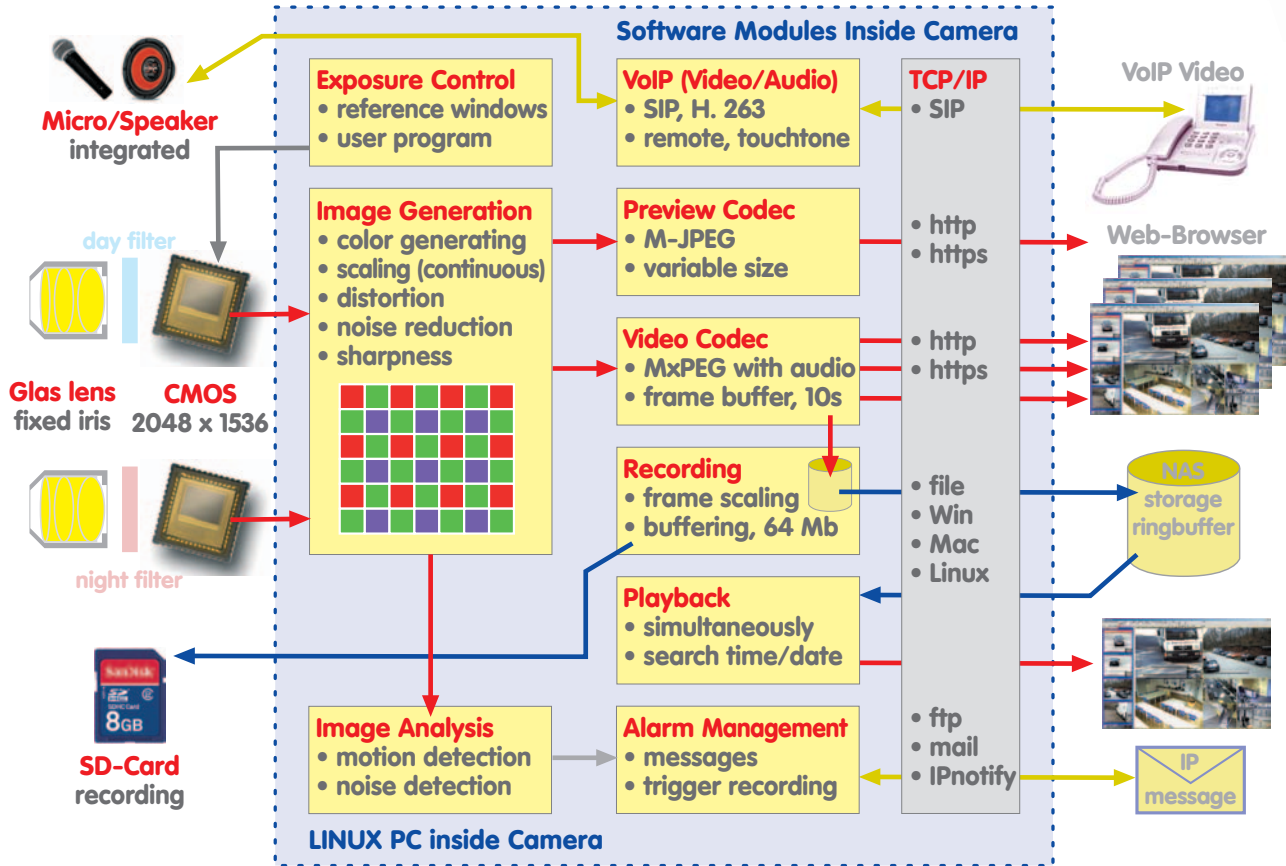 Software Modules Inside Camera
Micro/Speaker
integrated
Exposure Control
• reference windows
• user program
VoIP (Video/Audio)
• SIP, H. 263
• remote, touchtone
TCP/IP
• SIP
VoIP Video
day filter
Glas lens
fixed iris
CMOS
2048 x 1536
night filter
Image Generation
• color generating
• scaling (continuous)
• distortion
• noise reduction
• sharpness
Preview Codec
• M-JPEG
• variable size
• http
• https
Web-Browser
Video Codec
• MxPEG with audio
• frame buffer, 10s
• http
• https
Recording
• frame scaling
• buffering, 64 Mb
• file
• Win
• Mac
• Linux
NAS
storage
ringbuffer
Playback
• simultaneously
• search time/date
SanDisk
SDHC Card
8GB
SD-Card
recording
Image Analysis
• motion detection
• noise detection
Alarm Management
• messages
• trigger recording
• ftp
• mail
• IPnotify
IP
message
LINUX PC inside Camera